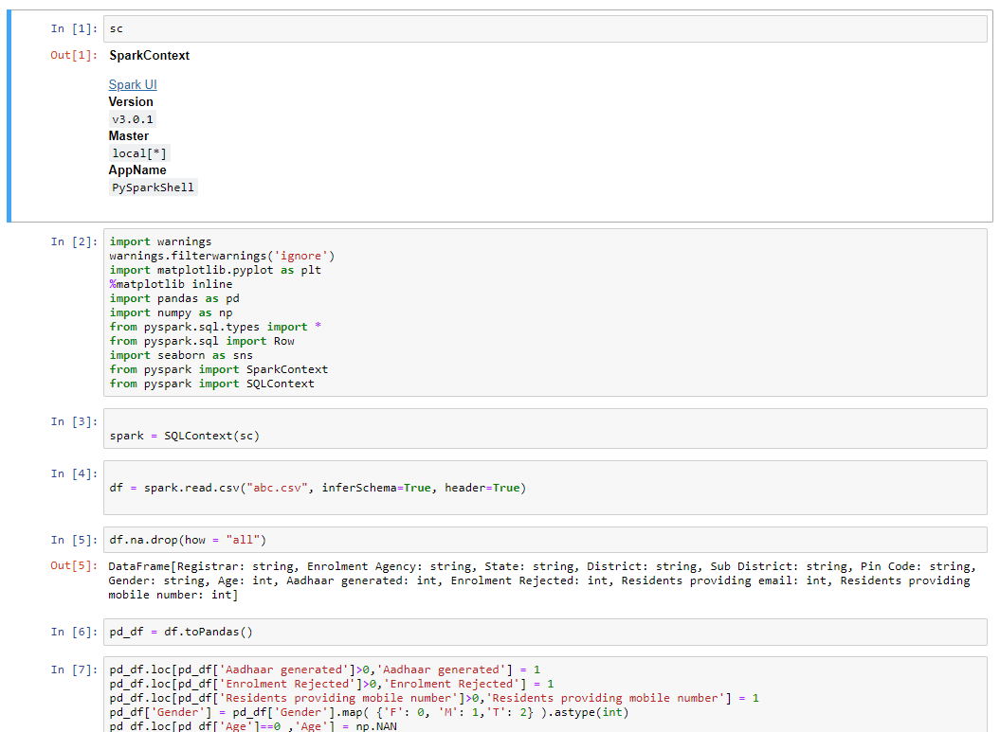 In [1]: sc
Out[1]: SparkContext
Spark UI
Version
v3.0.1
Master
local[*]
AppName
PySparkShell
In [2]: import warnings
warnings.filterwarnings('ignore')
import matplotlib.pyplot as plt
%matplotlib inline
import pandas as pd
import numpy as np
from pyspark.sql.types import *
from pyspark.sql import Row
import seaborn as sns
from pyspark import SparkContext
from pyspark import SQLContext
In [3]:
spark = SQLContext(sc)
In [4]:
df = spark.read.csv("abc.csv", inferSchema=True, header=True)
In [5]: df.na.drop(how = "all")
Out[5]: DataFrame[Registrar: string, Enrolment Agency: string, State: string, District: string, Sub District: string, Pin Code: string,
Gender: string, Age: int, Aadhaar generated: int, Enrolment Rejected: int, Residents providing email: int, Residents providing
mobile number: int]
In [6]: pd_df = df.toPandas()
In [7]: pd_df.loc[pd_df['Aadhaar generated']>0,'Aadhaar generated'] = 1
pd_df.loc[pd_df['Enrolment Rejected']>0,'Enrolment Rejected'] = 1
pd_df.loc[pd_df['Residents providing mobile number']>0,'Residents providing mobile number'] = 1
pd_df['Gender'] = pd_df['Gender'].map( {'F': 0, 'M': 1,'T': 2} ).astype(int)
pd_df.loc[pd_df['Age']==0 ,'Age'] = np.NAN